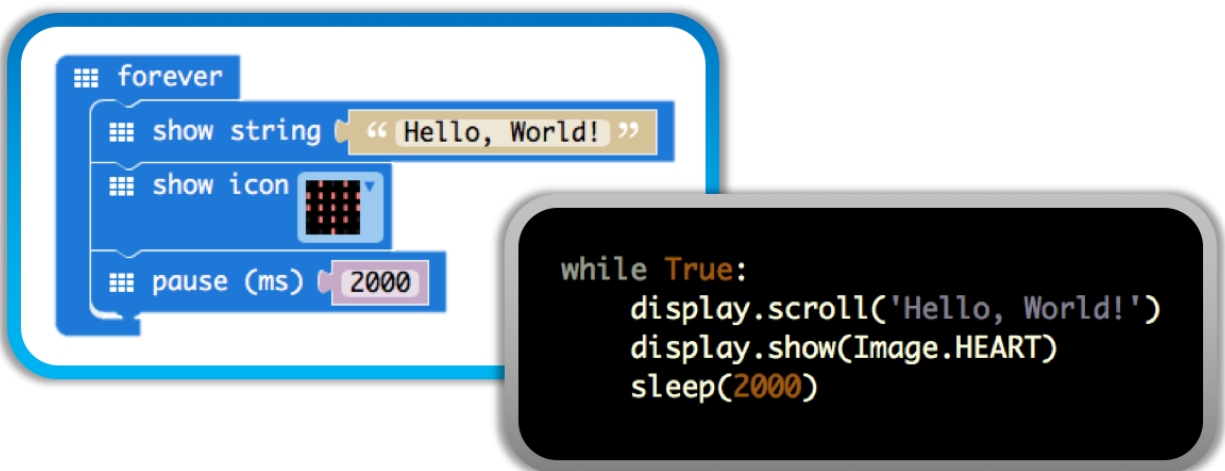 forever
show string “ Hello, World! ”
show icon
pause (ms) 2000
while True:
    display.scroll('Hello, World!')
    display.show(Image.HEART)
    sleep(2000)